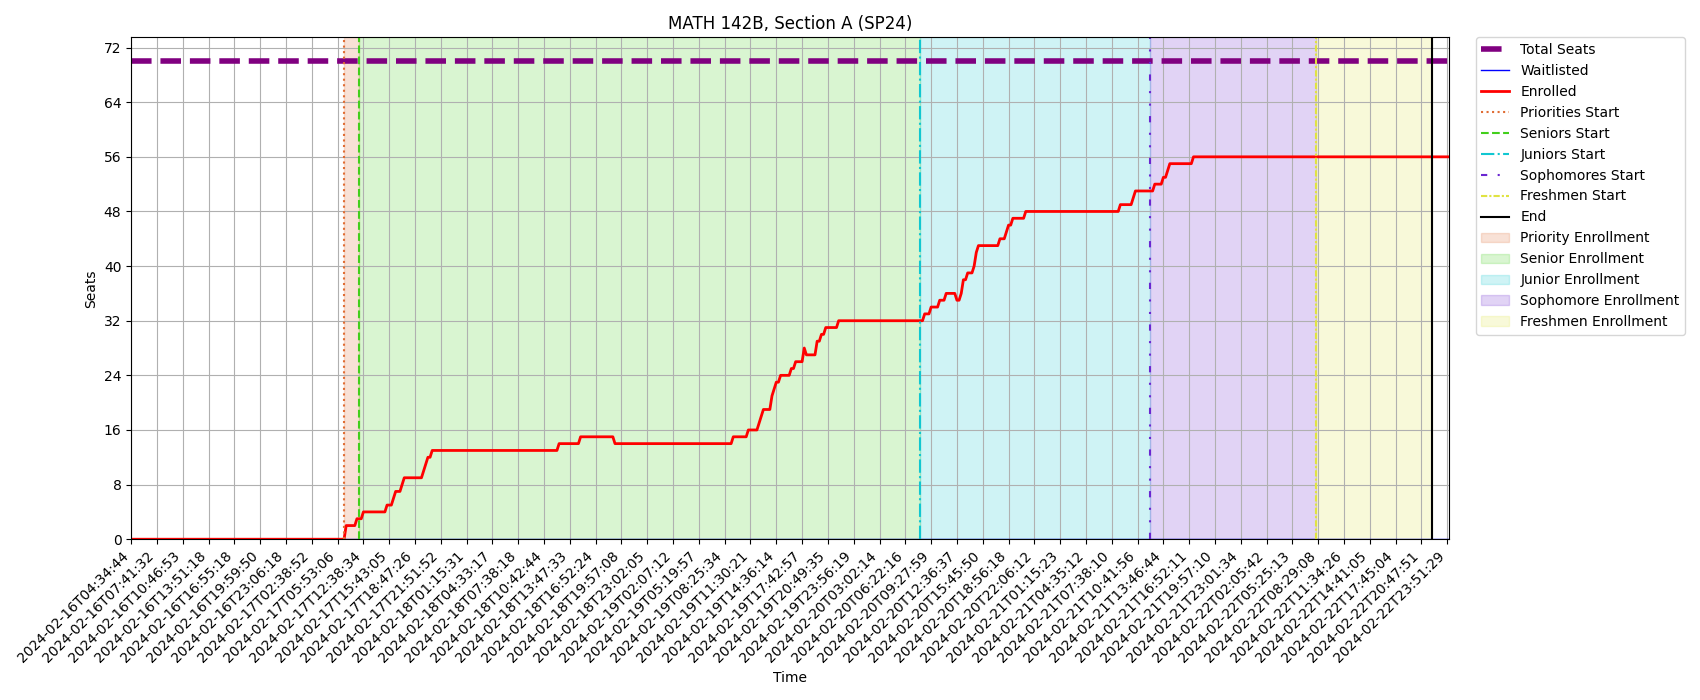 MATH 142B, Section A (SP24)
72
64
56
48
40
32
24
16
8
0
Seats
2024-02-16T04:34:44
2024-02-16T07:41:32
2024-02-16T10:46:53
2024-02-16T13:51:18
2024-02-16T16:55:18
2024-02-16T19:59:50
2024-02-16T23:06:18
2024-02-17T02:38:52
2024-02-17T05:53:06
2024-02-17T12:38:34
2024-02-17T15:43:05
2024-02-17T18:47:26
2024-02-17T21:51:52
2024-02-18T01:15:31
2024-02-18T04:33:17
2024-02-18T07:38:18
2024-02-18T10:42:44
2024-02-18T13:47:33
2024-02-18T16:52:24
2024-02-18T19:57:08
2024-02-18T23:02:05
2024-02-19T02:07:12
2024-02-19T05:19:57
2024-02-19T08:25:34
2024-02-19T11:30:21
2024-02-19T14:36:14
2024-02-19T17:42:57
2024-02-19T20:49:35
2024-02-19T23:56:19
2024-02-20T03:02:14
2024-02-20T06:22:16
2024-02-20T09:27:59
2024-02-20T12:36:37
2024-02-20T15:45:50
2024-02-20T18:56:18
2024-02-20T22:06:12
2024-02-21T01:15:23
2024-02-21T04:35:12
2024-02-21T07:38:10
2024-02-21T10:41:56
2024-02-21T13:46:44
2024-02-21T16:52:11
2024-02-21T19:57:10
2024-02-21T23:01:34
2024-02-22T02:05:42
2024-02-22T05:25:13
2024-02-22T08:29:08
2024-02-22T11:34:26
2024-02-22T14:41:05
2024-02-22T17:45:04
2024-02-22T20:47:51
2024-02-22T23:51:29
Time
Total Seats
Waitlisted
Enrolled
Priorities Start
Seniors Start
Juniors Start
Sophomores Start
Freshmen Start
End
Priority Enrollment
Senior Enrollment
Junior Enrollment
Sophomore Enrollment
Freshmen Enrollment